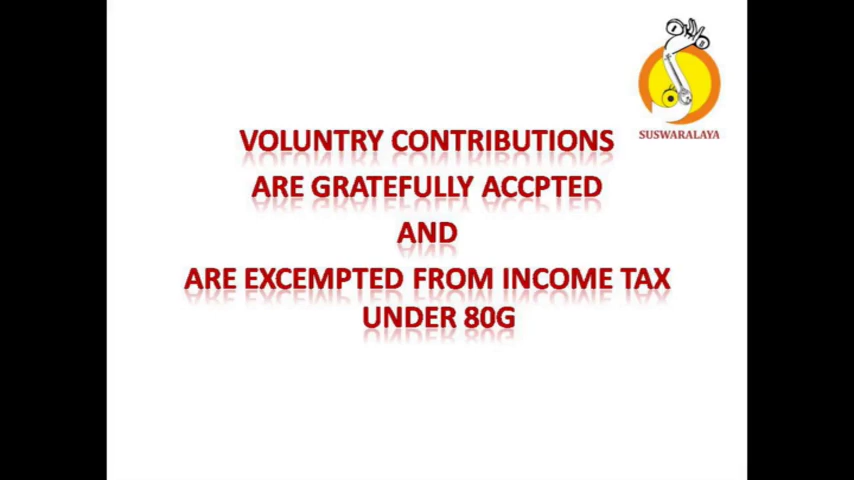 SUSWARALAYA
VOLUNTRY CONTRIBUTIONS
ARE GRATEFULLY ACCPTED
AND
ARE EXCEMPTED FROM INCOME TAX
UNDER 80G